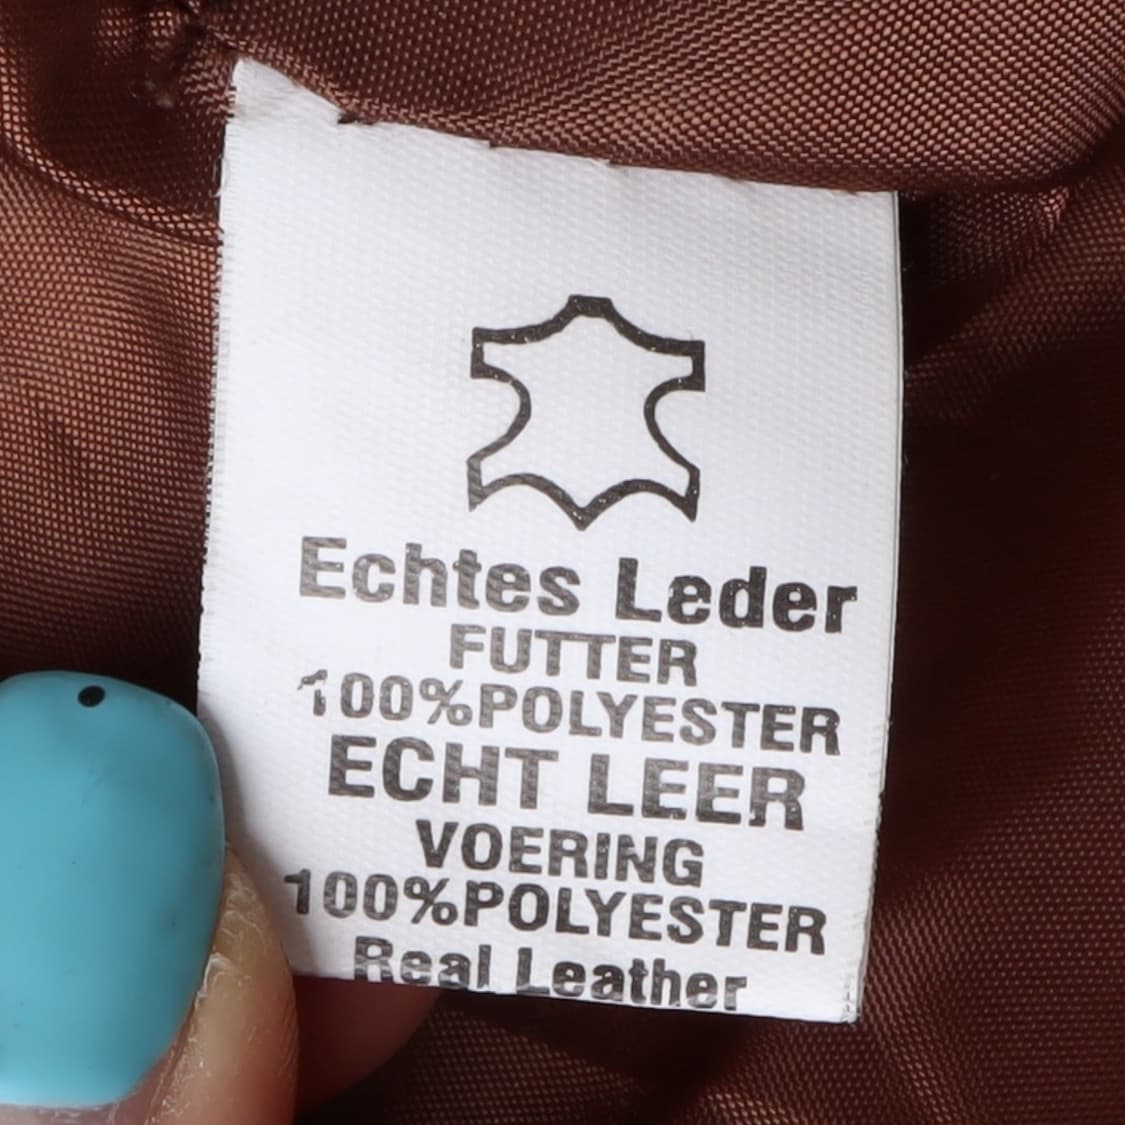 Echtes Leder
FUTTER
100%POLYESTER
ECHT LEER
VOERING
100%POLYESTER
Real Leather